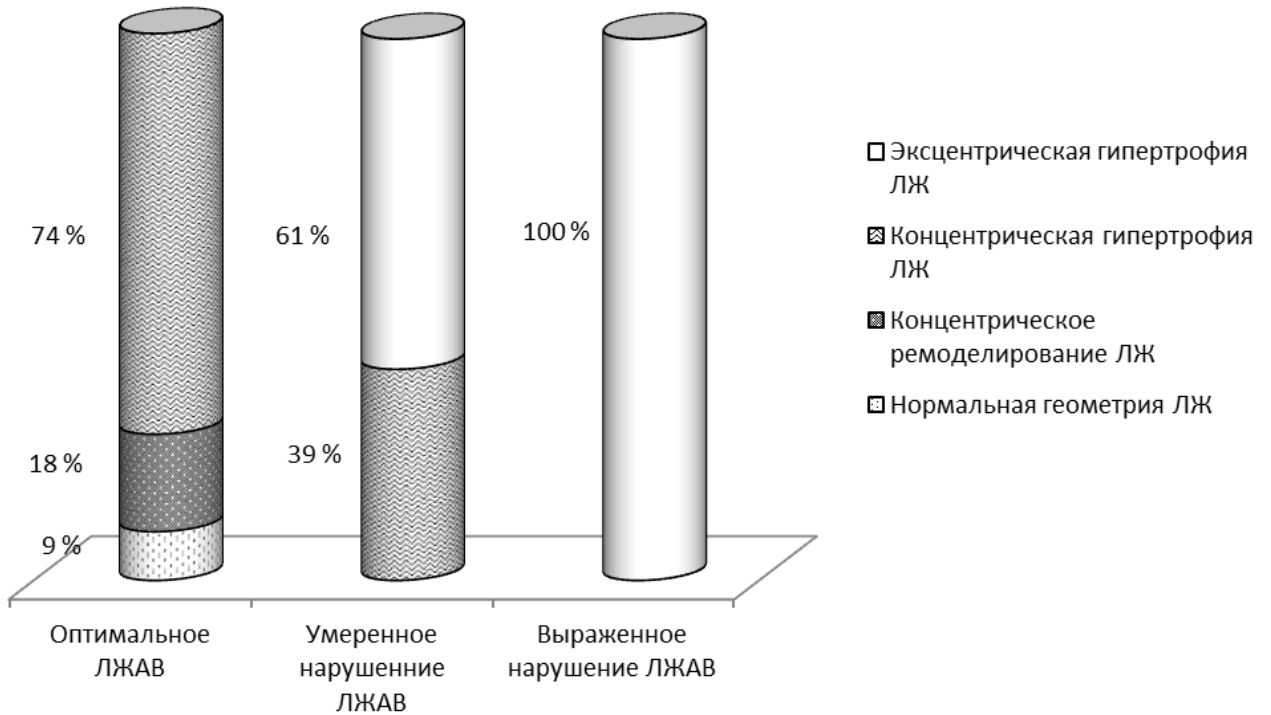 74 %
18 %
9 %
61 %
39 %
100 %
Оптимальное
ЛЖАВ
Умеренное
нарушенние
ЛЖАВ
Выраженное
нарушение ЛЖАВ
Эксцентрическая гипертрофия
ЛЖ
Концентрическая гипертрофия
ЛЖ
Концентрическое
ремоделирование ЛЖ
Нормальная геометрия ЛЖ